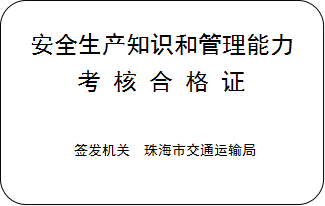 安全生产知识和管理能力
考 核 合 格 证
签发机关　珠海市交通运输局